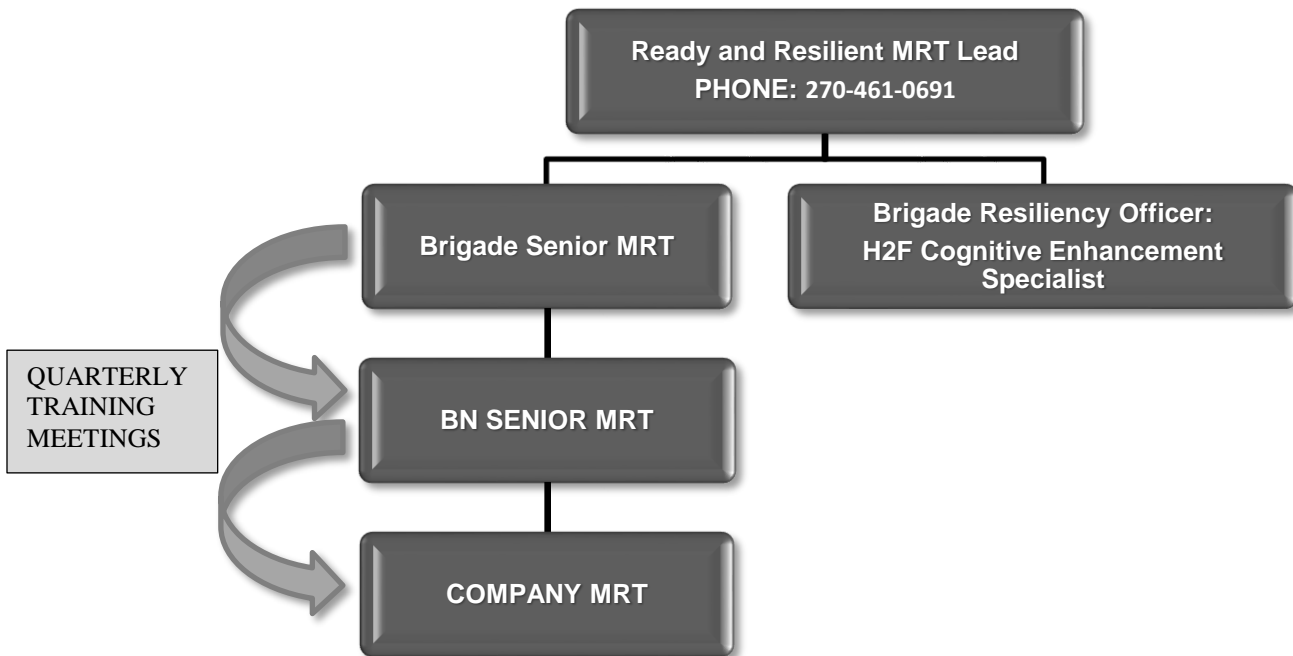 Ready and Resilient MRT Lead
PHONE: 270-461-0691
Brigade Senior MRT
Brigade Resiliency Officer:
H2F Cognitive Enhancement
Specialist
QUARTERLY
TRAINING
MEETINGS
BN SENIOR MRT
COMPANY MRT